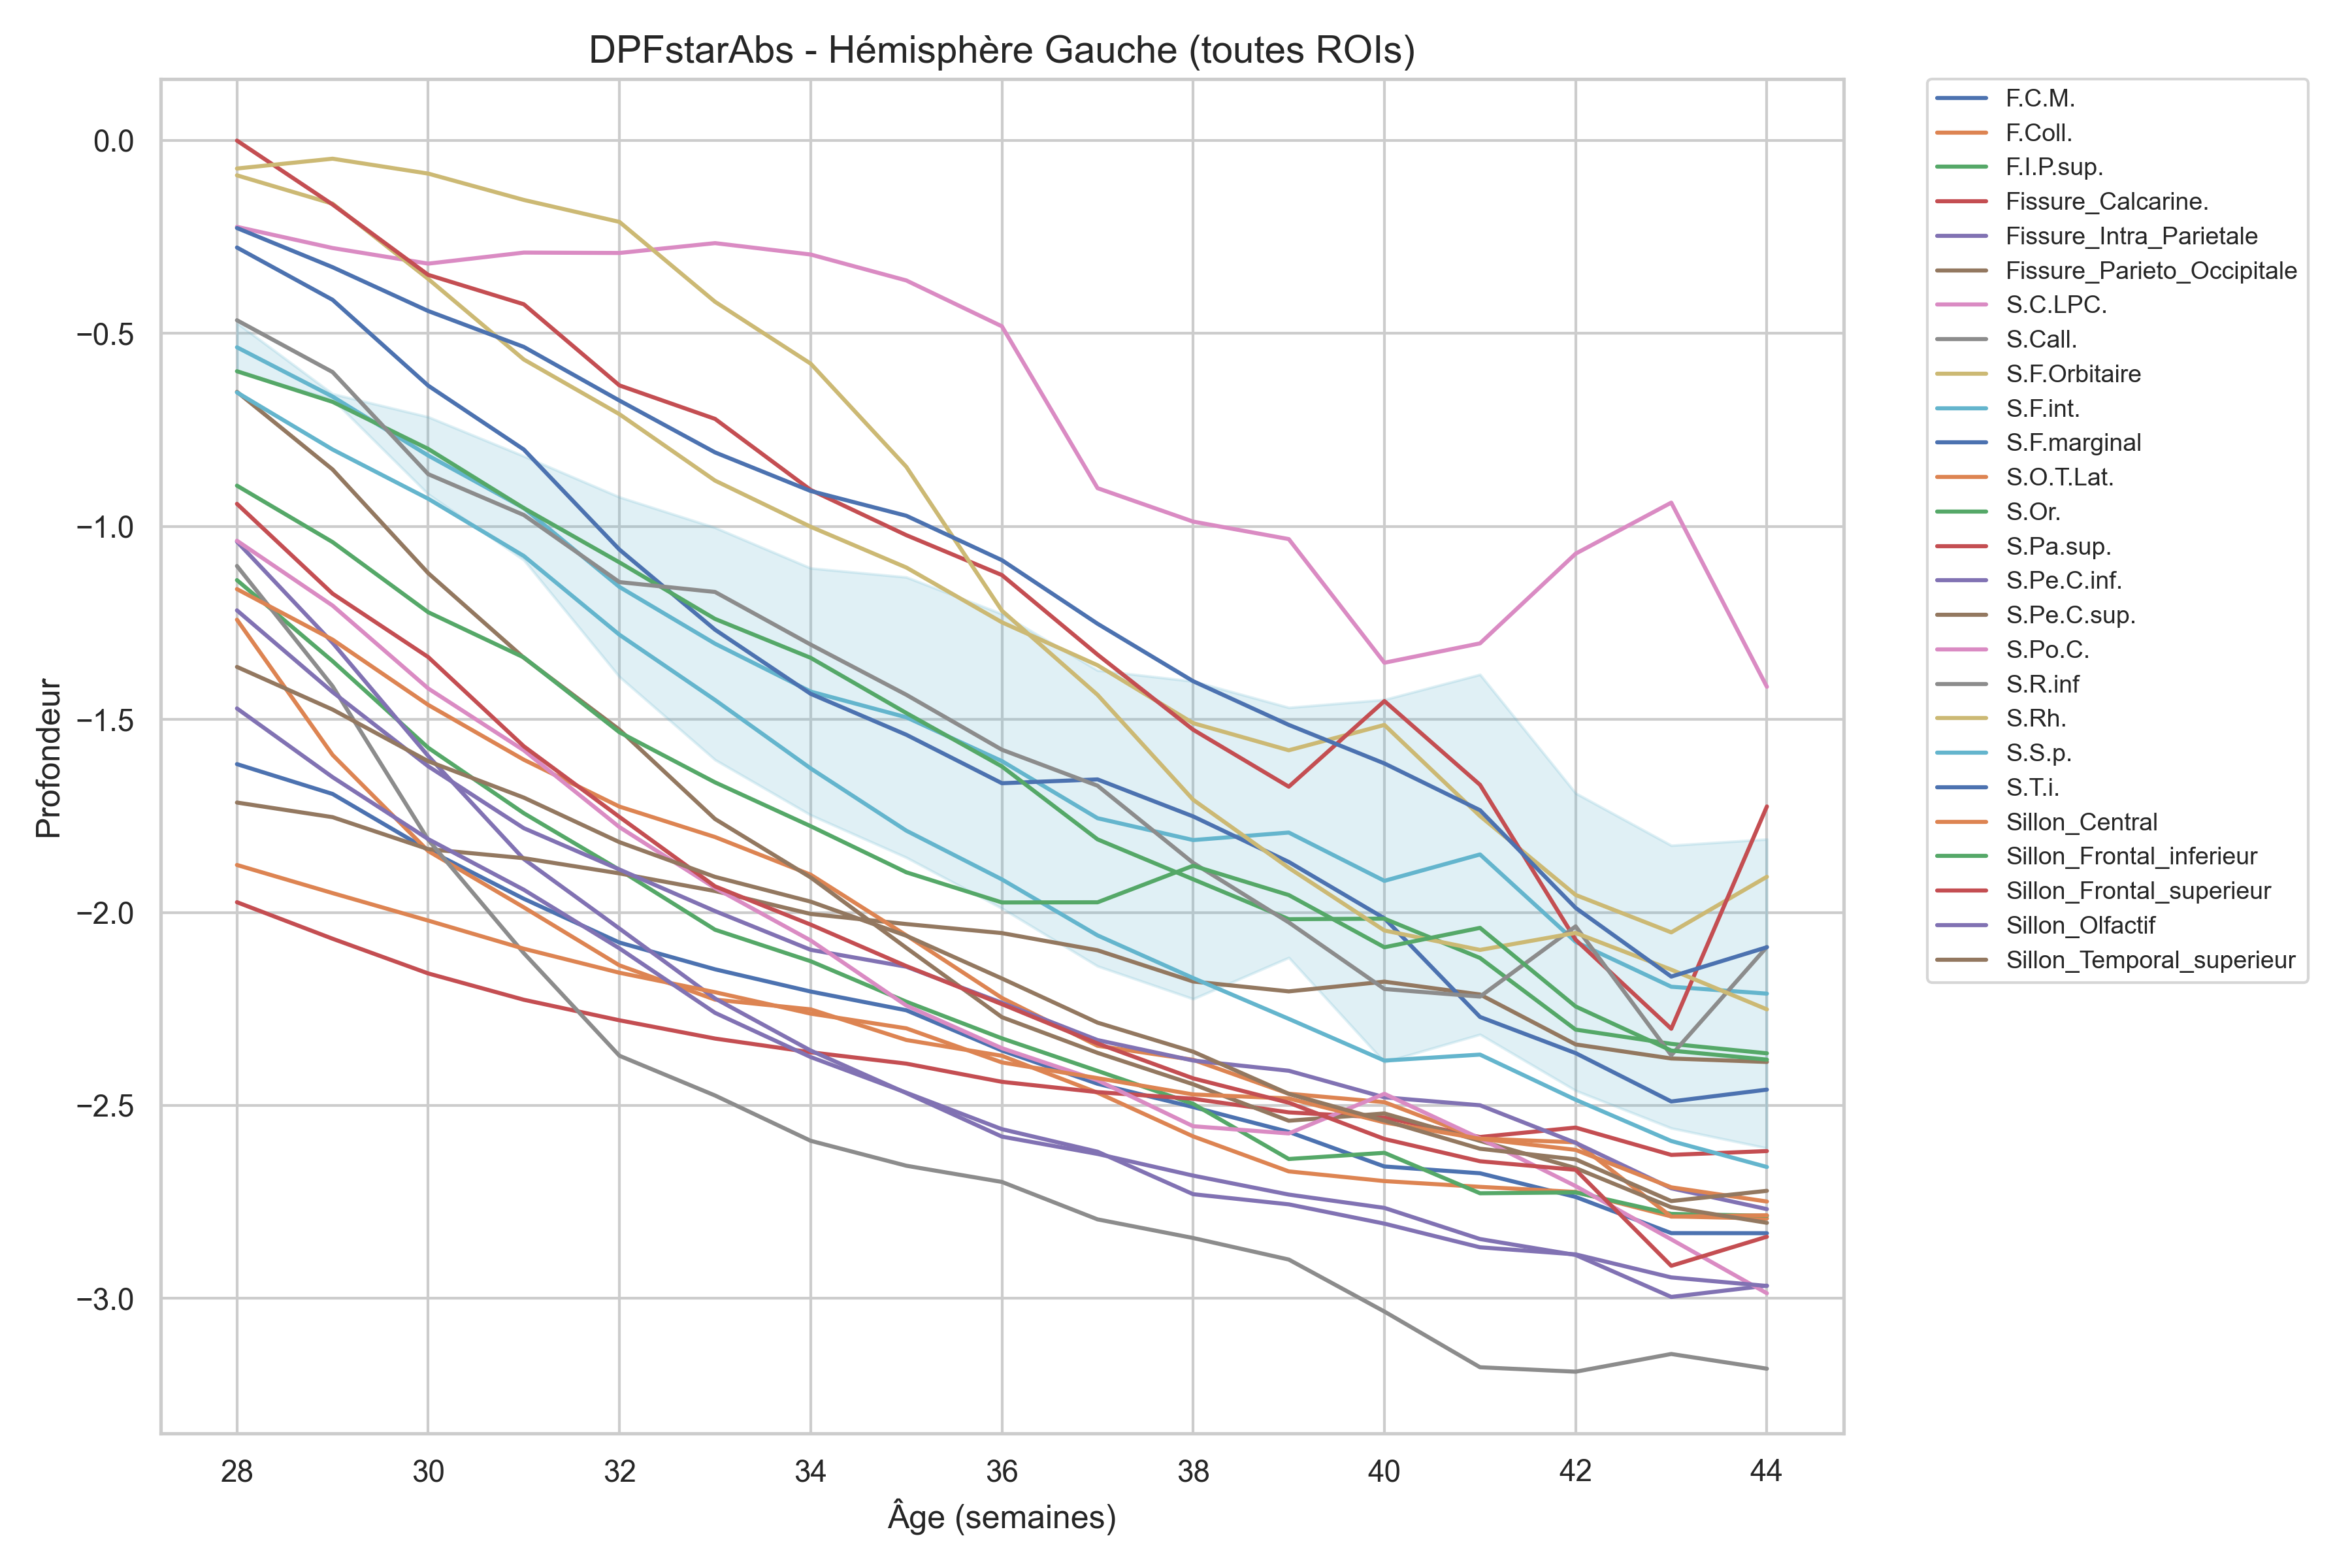 DPFstarAbs - Hémisphère Gauche (toutes ROIs)
0.0
−0.5
−1.0
−1.5
−2.0
−2.5
−3.0
Profondeur
28 30 32 34 36 38 40 42 44
Âge (semaines)
F.C.M.
F.Coll.
F.I.P.sup.
Fissure_Calcarine.
Fissure_Intra_Parietale
Fissure_Parieto_Occipitale
S.C.LPC.
S.Call.
S.F.Orbitaire
S.F.int.
S.F.marginal
S.O.T.Lat.
S.Or.
S.Pa.sup.
S.Pe.C.inf.
S.Pe.C.sup.
S.Po.C.
S.R.inf
S.Rh.
S.S.p.
S.T.i.
Sillon_Central
Sillon_Frontal_inferieur
Sillon_Frontal_superieur
Sillon_Olfactif
Sillon_Temporal_superieur